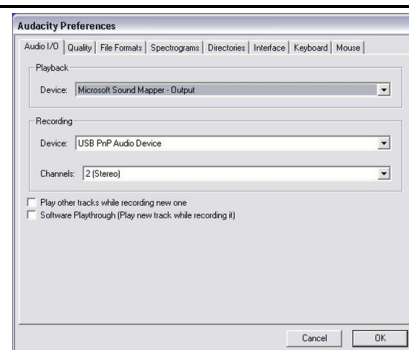 Audacity Preferences
Audio I/O Quality File Formats Spectrograms Directories Interface Keyboard Mouse
Playback
Device: Microsoft Sound Mapper - Output
Recording
Device: USB PnP Audio Device
Channels: 2 (Stereo)
Play other tracks while recording new one
Software Playthrough (Play new track while recording it)
Cancel OK